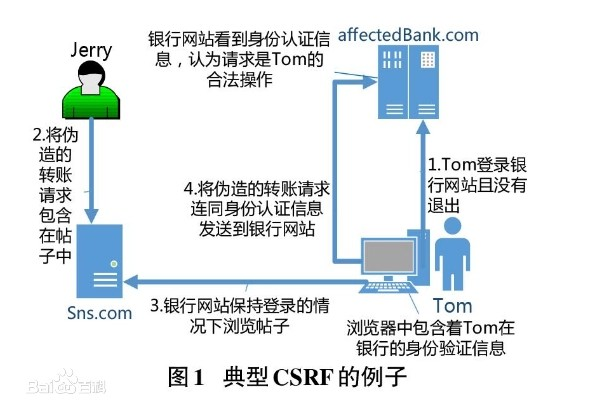 银行网站看到身份认证信
息，认为请求是Tom的
合法操作
affectedBank.com
Jerry
2.将伪
造的
转账
请求
包含
在帖
子中
4.将伪造的转账请求
连同身份认证信息
发送到银行网站
1.Tom登录银
行网站且没有
退出
Sns.com
3.银行网站保持登录的情
况下浏览帖子
Tom
浏览器中包含着Tom在
银行的身份验证信息
图1 典型CSRF的例子
Bai百科